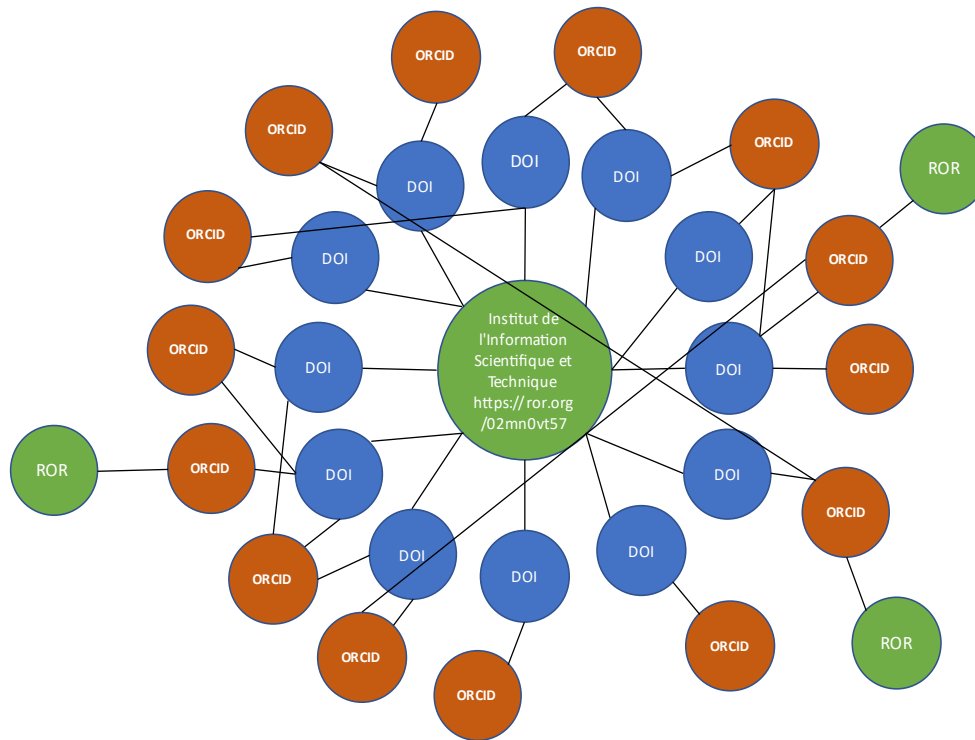 ORCID
ORCID
ORCID
ORCID
DOI
DOI
ROR
DOI
DOI
ORCID
ORCID
DOI
DOI
ORCID
Institut de
l'Information
Scientifique et
Technique
https://ror.org
/02mn0vt57
ORCID
DOI
DOI
ORCID
ROR
ORCID
DOI
DOI
ORCID
DOI
DOI
DOI
ORCID
ORCID
ORCID
ROR
ORCID